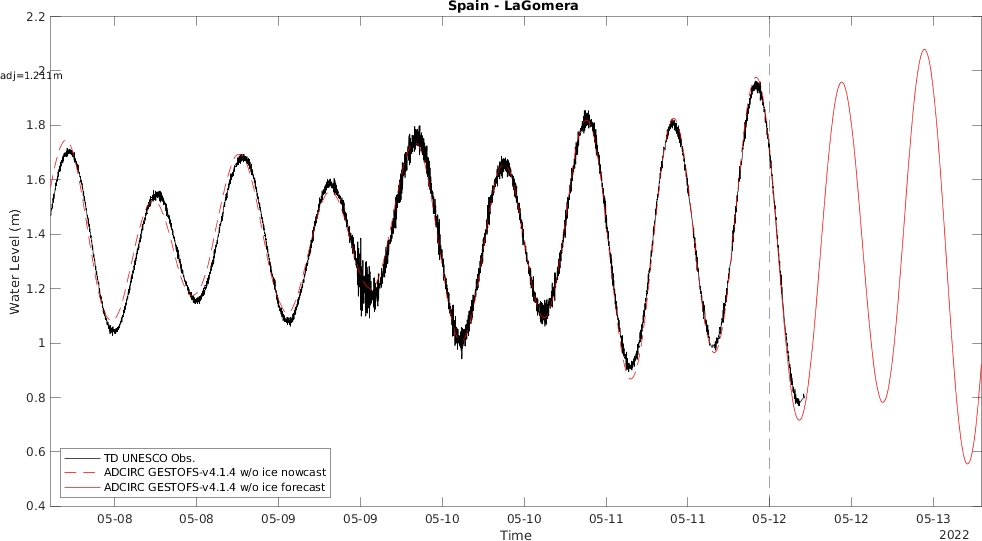 Spain - LaGomera
2.2
2
adj=1.211m
1.8
1.6
1.4
1.2
1
0.8
0.6
0.4
Water Level (m)
TD UNESCO Obs.
ADCIRC GESTOFS-v4.1.4 w/o ice nowcast
ADCIRC GESTOFS-v4.1.4 w/o ice forecast
05-08 05-08 05-09 05-09 05-10 05-10 05-11 05-11 05-12 05-12 05-13
Time
2022